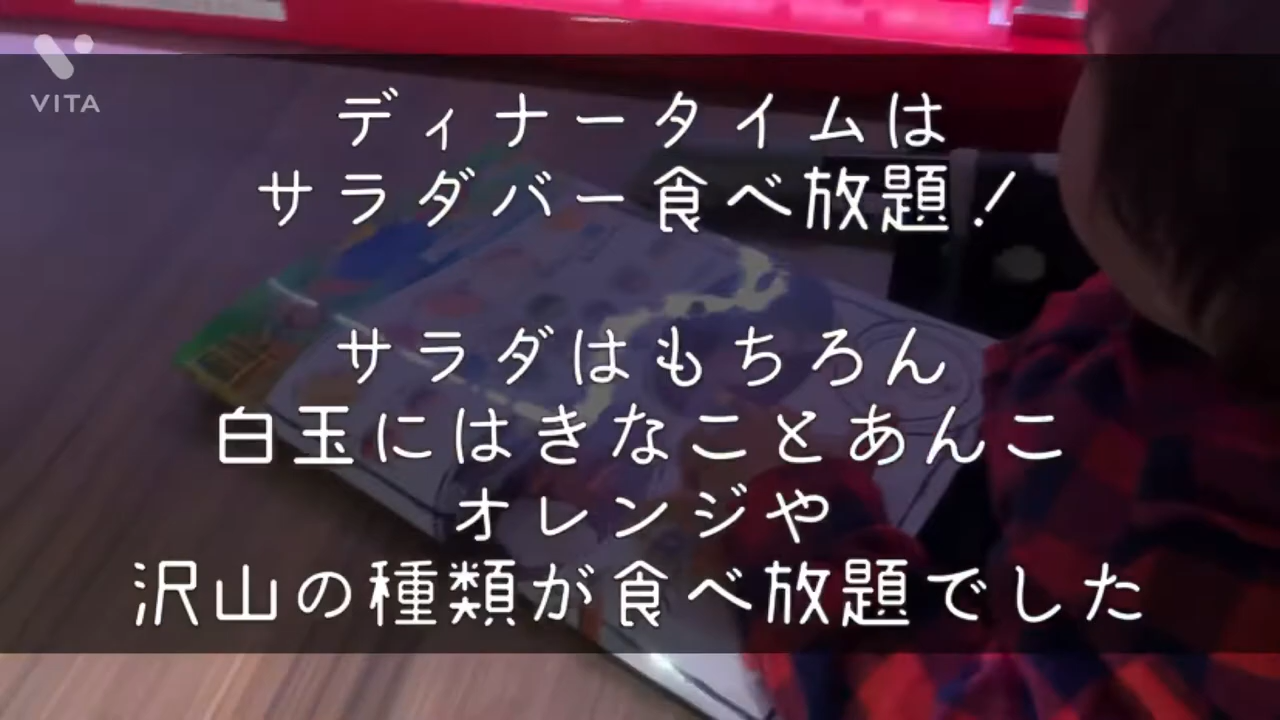 VITA
ディナータイムは
サラダバー食べ放題！
サラダはもちろん
白玉にはきなことあんこ
オレンジや
沢山の種類が食べ放題でした